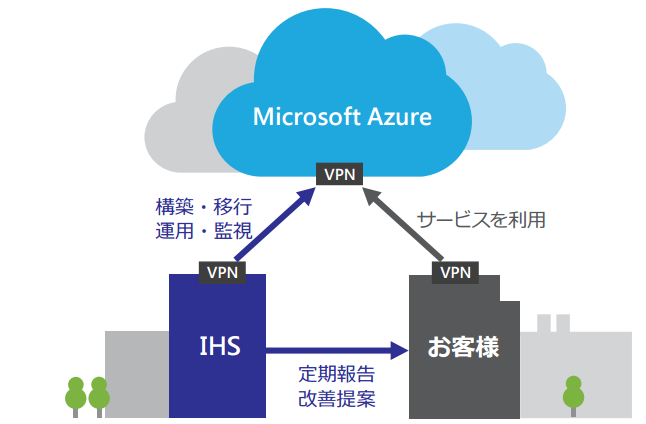 Microsoft Azure
VPN
構築・移行
運用・監視
サービスを利用
VPN
VPN
IHS
お客様
定期報告
改善提案